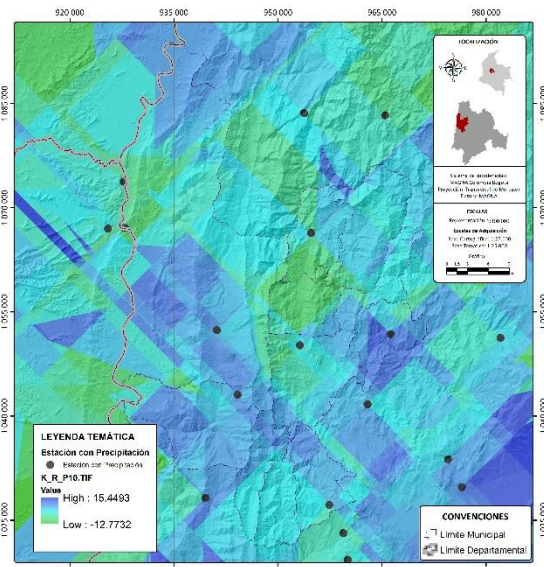 920 000 935 000 950 000 965 000 980 000
LOCALIZACIÓN
1 085 000
1 070 000
1 055 000
1 040 000
1 025 000
ESCALAS
Gráfica
LEYENDA TEMÁTICA
Estación con Precipitación
Estación con Precipitación
K_R_P10.TIF
Value
High : 15.4493
Low : -12.7732
CONVENCIONES
Límite Municipal
Límite Departamental